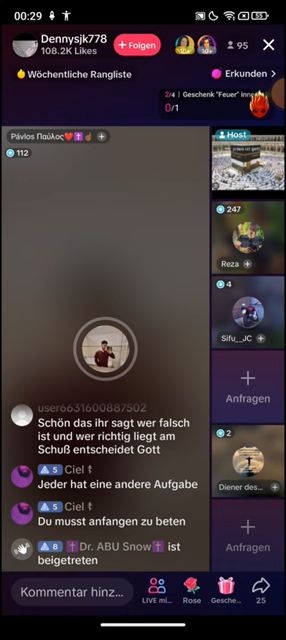 00:29
55
Dennysjk778
108.2K Likes
+ Folgen
95
Wöchentliche Rangliste
Erkunden >
2/4 | Geschenk "Feuer"
0/1
Pávlos Παύλος❤️✝️☝🏾 +
112
Host
247
Reza +
4
Sifu__JC +
+
Anfragen
2
Diener des... +
+
Anfragen
user6631600887502
Schön das ihr sagt wer falsch
ist und wer richtig liegt am
Schuß entscheidet Gott
5 Ciel
Jeder hat eine andere Aufgabe
5 Ciel
Du musst anfangen zu beten
8 ✝️Dr. ABU Snow✝️ ist
beigetreten
Kommentar hinz...
LIVE mi...
Rose
Gesche...
25